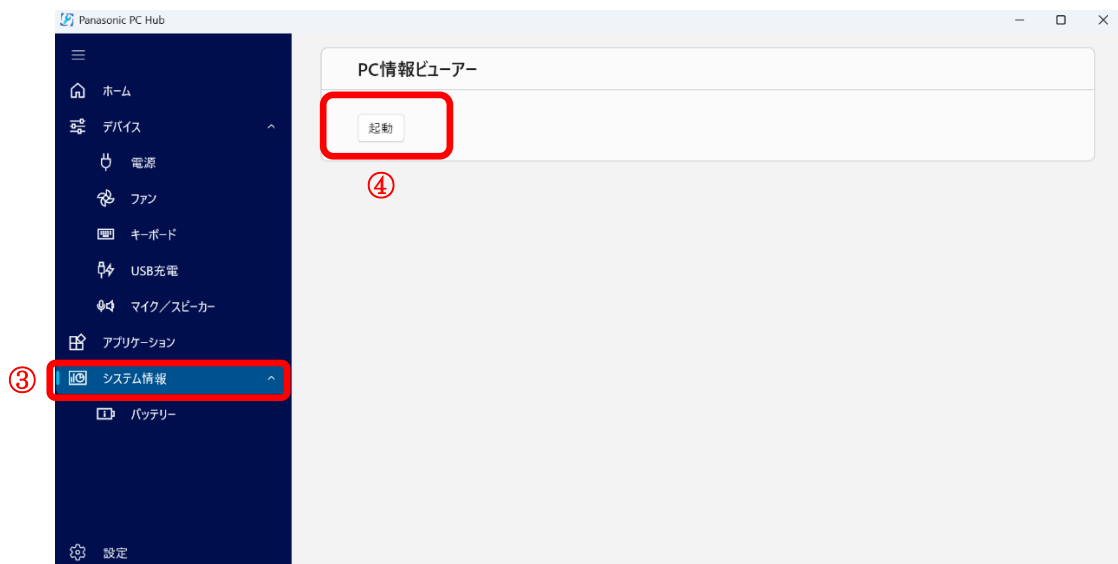 Panasonic PC Hub
ホーム
デバイス
電源
ファン
キーボード
USB充電
マイク／スピーカー
アプリケーション
③
システム情報
バッテリー
設定
PC情報ビューアー
起動
④